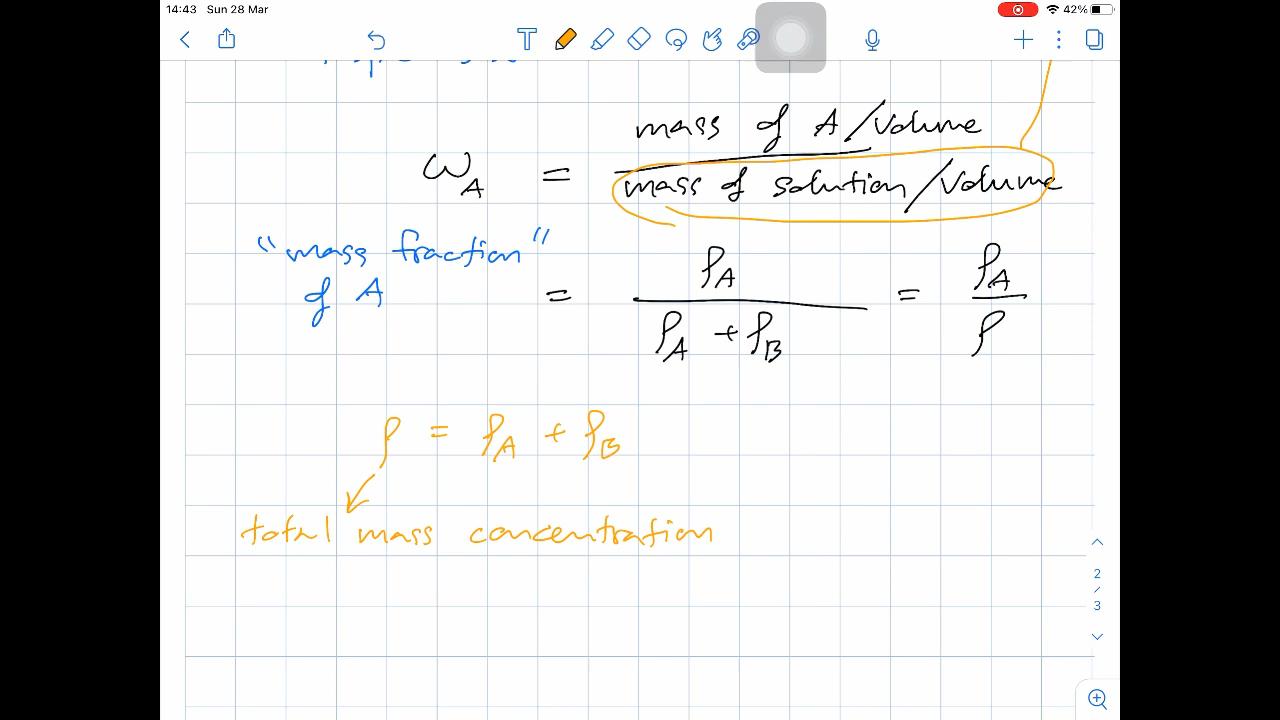 14:43 Sun 28 Mar 42%
T
ω_A = mass of A/Volume
mass of solution/Volume
"mass fraction"
of A
= ρ_A / ρ_A + ρ_B = ρ_A / ρ
ρ = ρ_A + ρ_B
total mass concentration
2
/
3